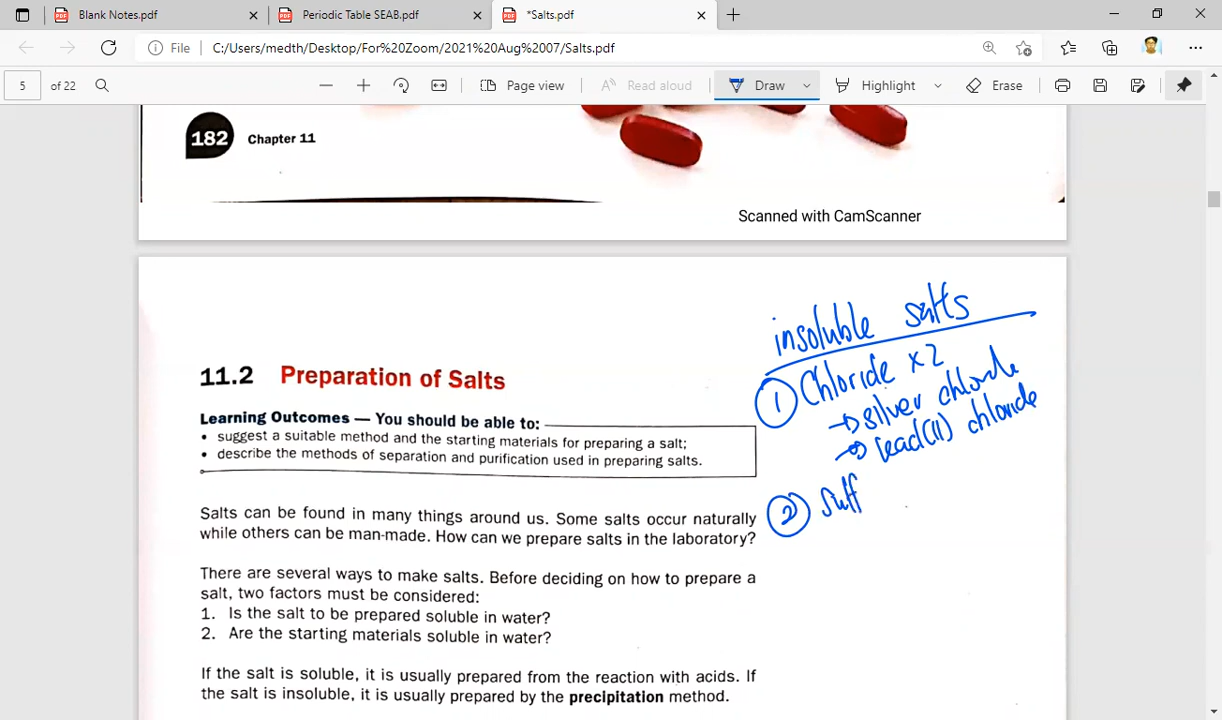 Blank Notes.pdf
Periodic Table SEAB.pdf
*Salts.pdf
File
C:/Users/medth/Desktop/For%20Zoom/2021%20Aug%2007/Salts.pdf
5
of 22
Page view
Read aloud
Draw
Highlight
Erase
182
Chapter 11
Scanned with CamScanner
insoluble salts
① Chloride x2
→ silver chloride
→ lead(II) chloride
② Sulf
11.2 Preparation of Salts
Learning Outcomes — You should be able to:
• suggest a suitable method and the starting materials for preparing a salt;
• describe the methods of separation and purification used in preparing salts.
Salts can be found in many things around us. Some salts occur naturally
while others can be man-made. How can we prepare salts in the laboratory?
There are several ways to make salts. Before deciding on how to prepare a
salt, two factors must be considered:
1. Is the salt to be prepared soluble in water?
2. Are the starting materials soluble in water?
If the salt is soluble, it is usually prepared from the reaction with acids. If
the salt is insoluble, it is usually prepared by the precipitation method.